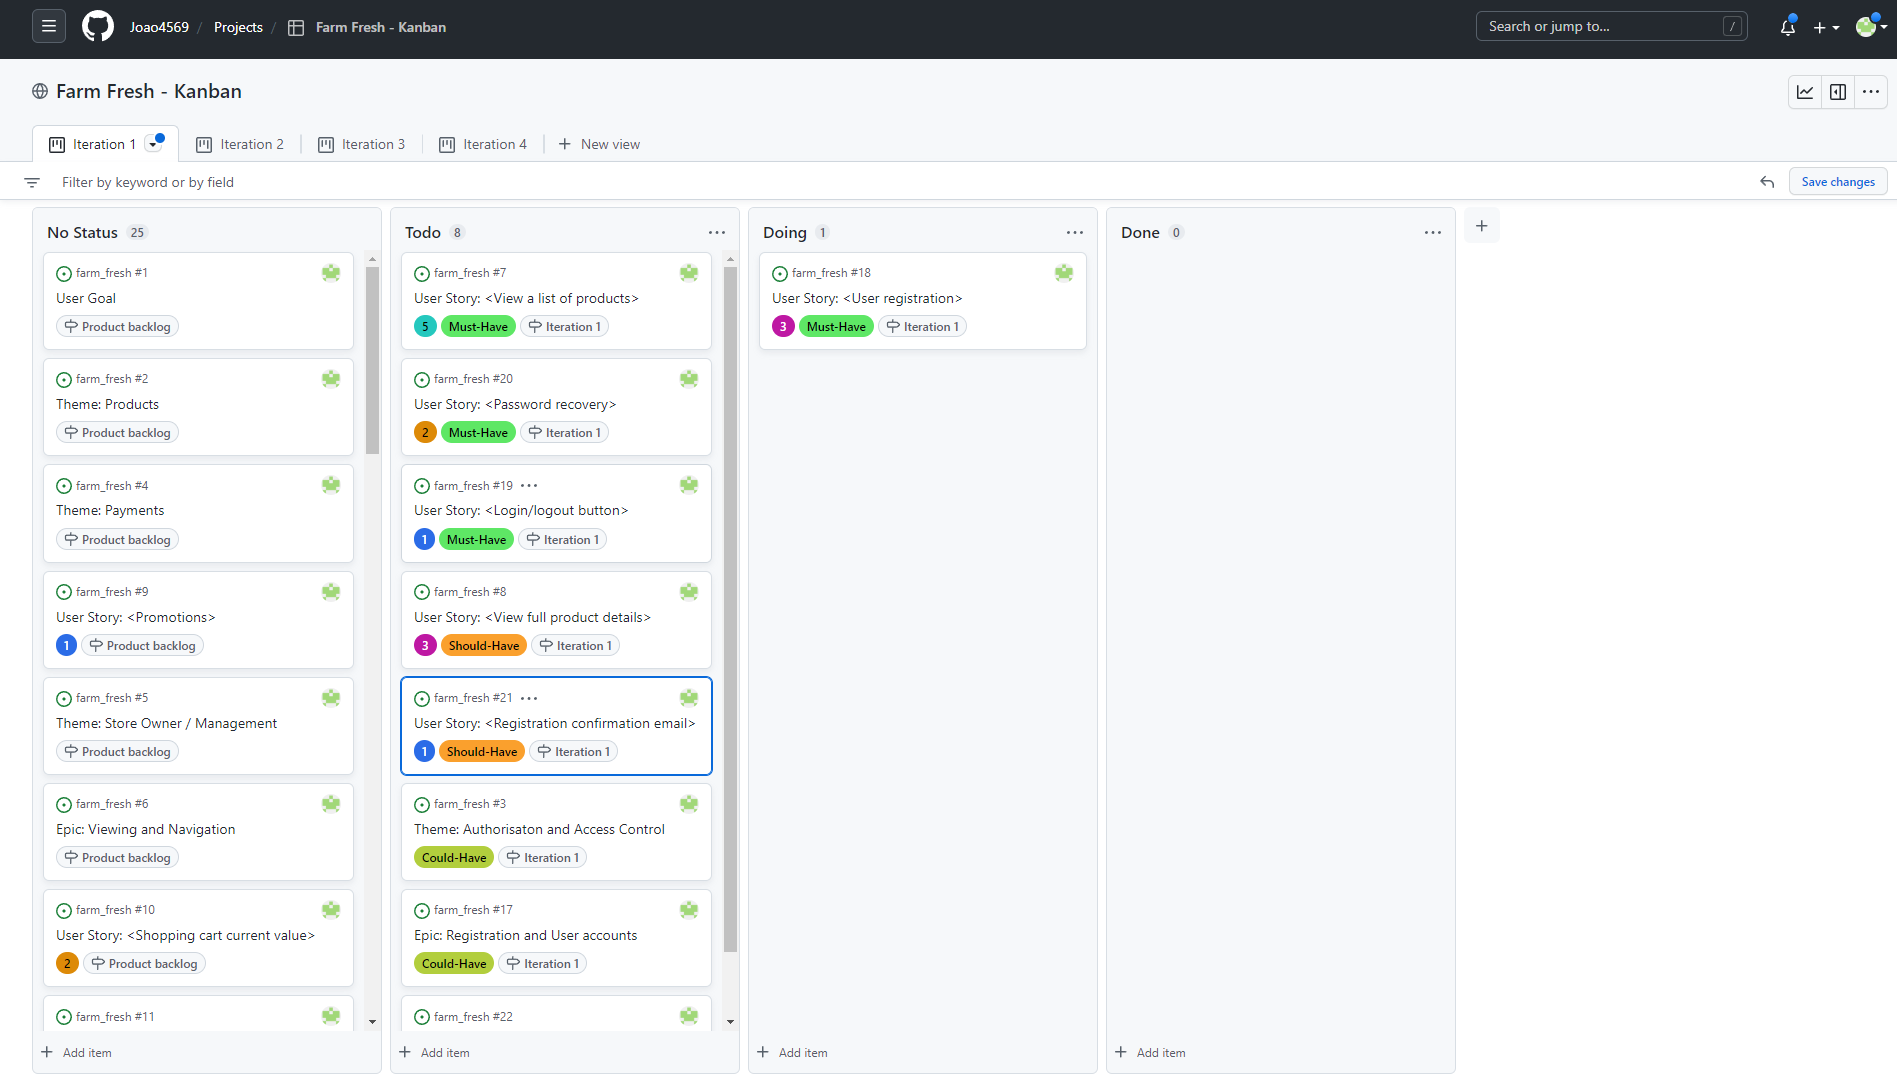 Joao4569 / Projects / Farm Fresh - Kanban
Search or jump to... /
Farm Fresh - Kanban
Iteration 1
Iteration 2
Iteration 3
Iteration 4
New view
Filter by keyword or by field
Save changes
No Status 25
farm_fresh #1
User Goal
Product backlog
farm_fresh #2
Theme: Products
Product backlog
farm_fresh #4
Theme: Payments
Product backlog
farm_fresh #9
User Story: <Promotions>
1 Product backlog
farm_fresh #5
Theme: Store Owner / Management
Product backlog
farm_fresh #6
Epic: Viewing and Navigation
Product backlog
farm_fresh #10
User Story: <Shopping cart current value>
2 Product backlog
farm_fresh #11
Add item
Todo 8
farm_fresh #7
User Story: <View a list of products>
5 Must-Have Iteration 1
farm_fresh #20
User Story: <Password recovery>
2 Must-Have Iteration 1
farm_fresh #19
User Story: <Login/logout button>
1 Must-Have Iteration 1
farm_fresh #8
User Story: <View full product details>
3 Should-Have Iteration 1
farm_fresh #21
User Story: <Registration confirmation email>
1 Should-Have Iteration 1
farm_fresh #3
Theme: Authorisaton and Access Control
Could-Have Iteration 1
farm_fresh #17
Epic: Registration and User accounts
Could-Have Iteration 1
farm_fresh #22
Add item
Doing 1
farm_fresh #18
User Story: <User registration>
3 Must-Have Iteration 1
Add item
Done 0
Add item